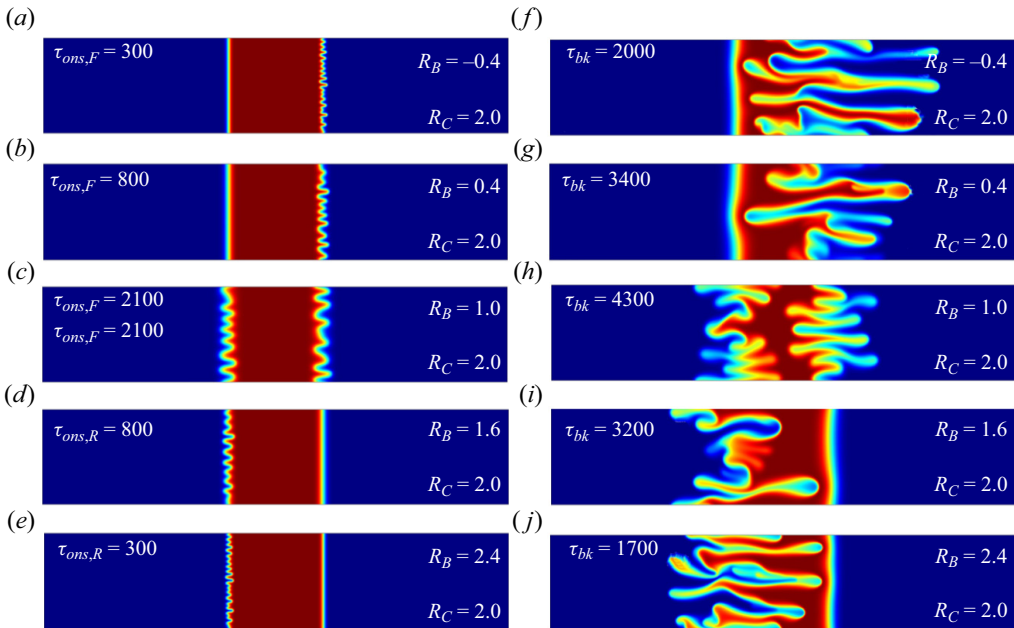 (a)
τons,F = 300
RB = –0.4
RC = 2.0
(f)
τbk = 2000
RB = –0.4
RC = 2.0
(b)
τons,F = 800
RB = 0.4
RC = 2.0
(g)
τbk = 3400
RB = 0.4
RC = 2.0
(c)
τons,F = 2100
τons,F = 2100
RB = 1.0
RC = 2.0
(h)
τbk = 4300
RB = 1.0
RC = 2.0
(d)
τons,R = 800
RB = 1.6
RC = 2.0
(i)
τbk = 3200
RB = 1.6
RC = 2.0
(e)
τons,R = 300
RB = 2.4
RC = 2.0
(j)
τbk = 1700
RB = 2.4
RC = 2.0